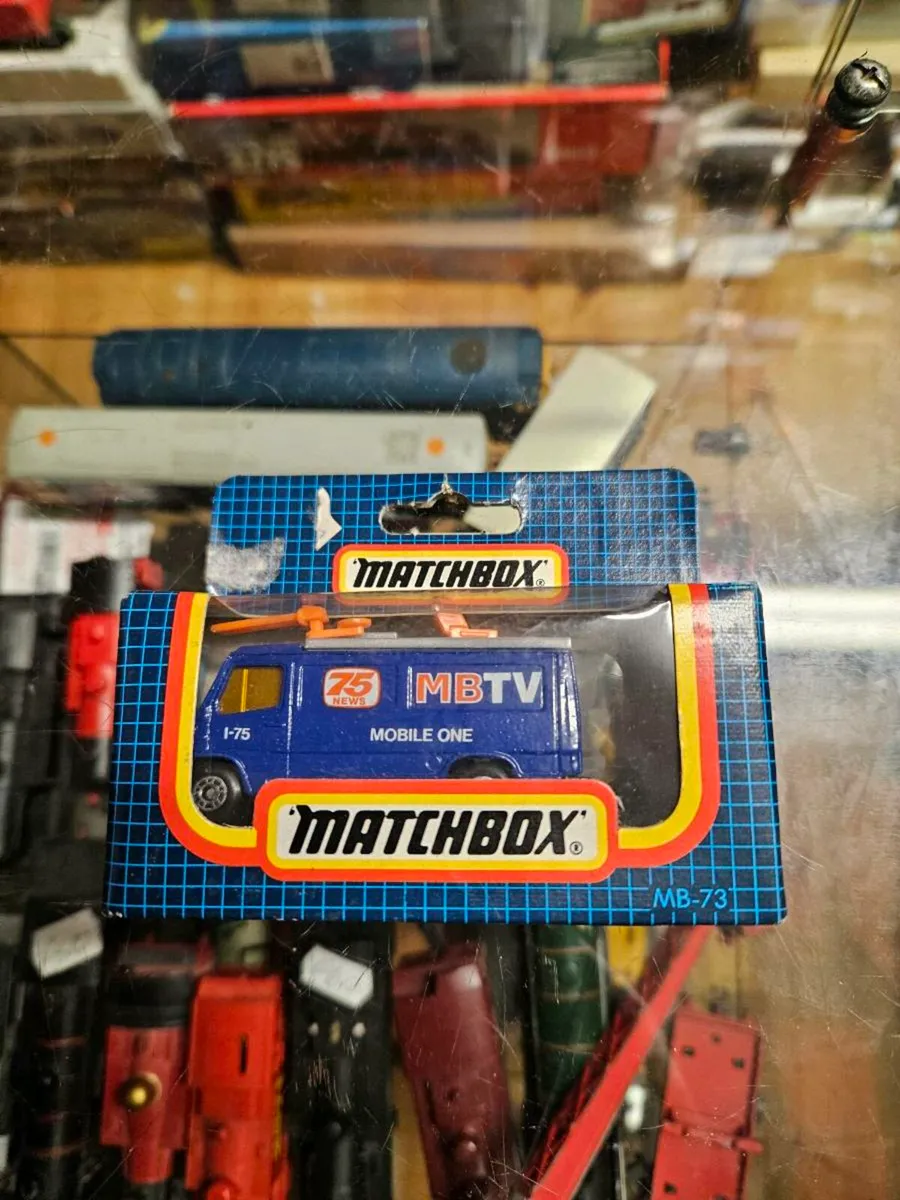 'MATCHBOX'®
75
NEWS
MBTV
I-75
MOBILE ONE
'MATCHBOX'®
MB-73